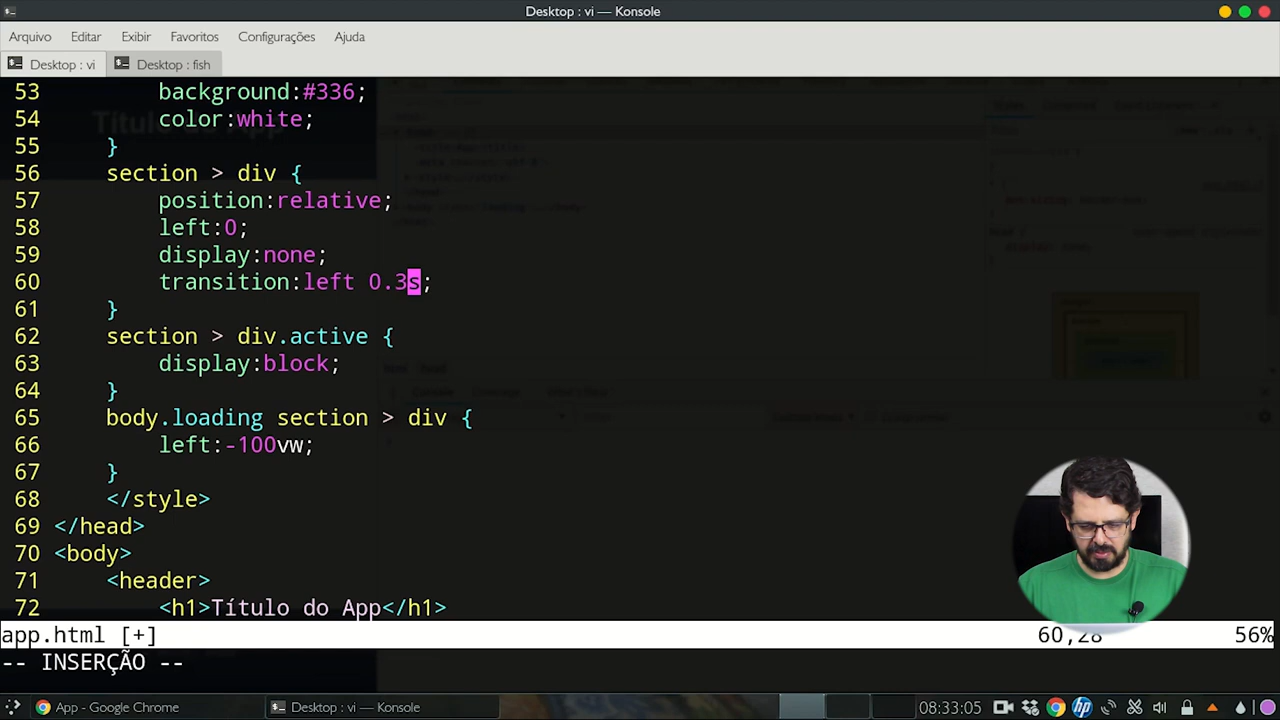 Desktop : vi — Konsole
Arquivo Editar Exibir Favoritos Configurações Ajuda
Desktop : vi Desktop : fish
53 background:#336;
54 color:white;
55 }
56 section > div {
57 position:relative;
58 left:0;
59 display:none;
60 transition:left 0.3s;
61 }
62 section > div.active {
63 display:block;
64 }
65 body.loading section > div {
66 left:-100vw;
67 }
68 </style>
69 </head>
70 <body>
71 <header>
72 <h1>Título do App</h1>
app.html [+] 60,28 56%
-- INSERÇÃO --
App - Google Chrome Desktop : vi — Konsole 08:33:05